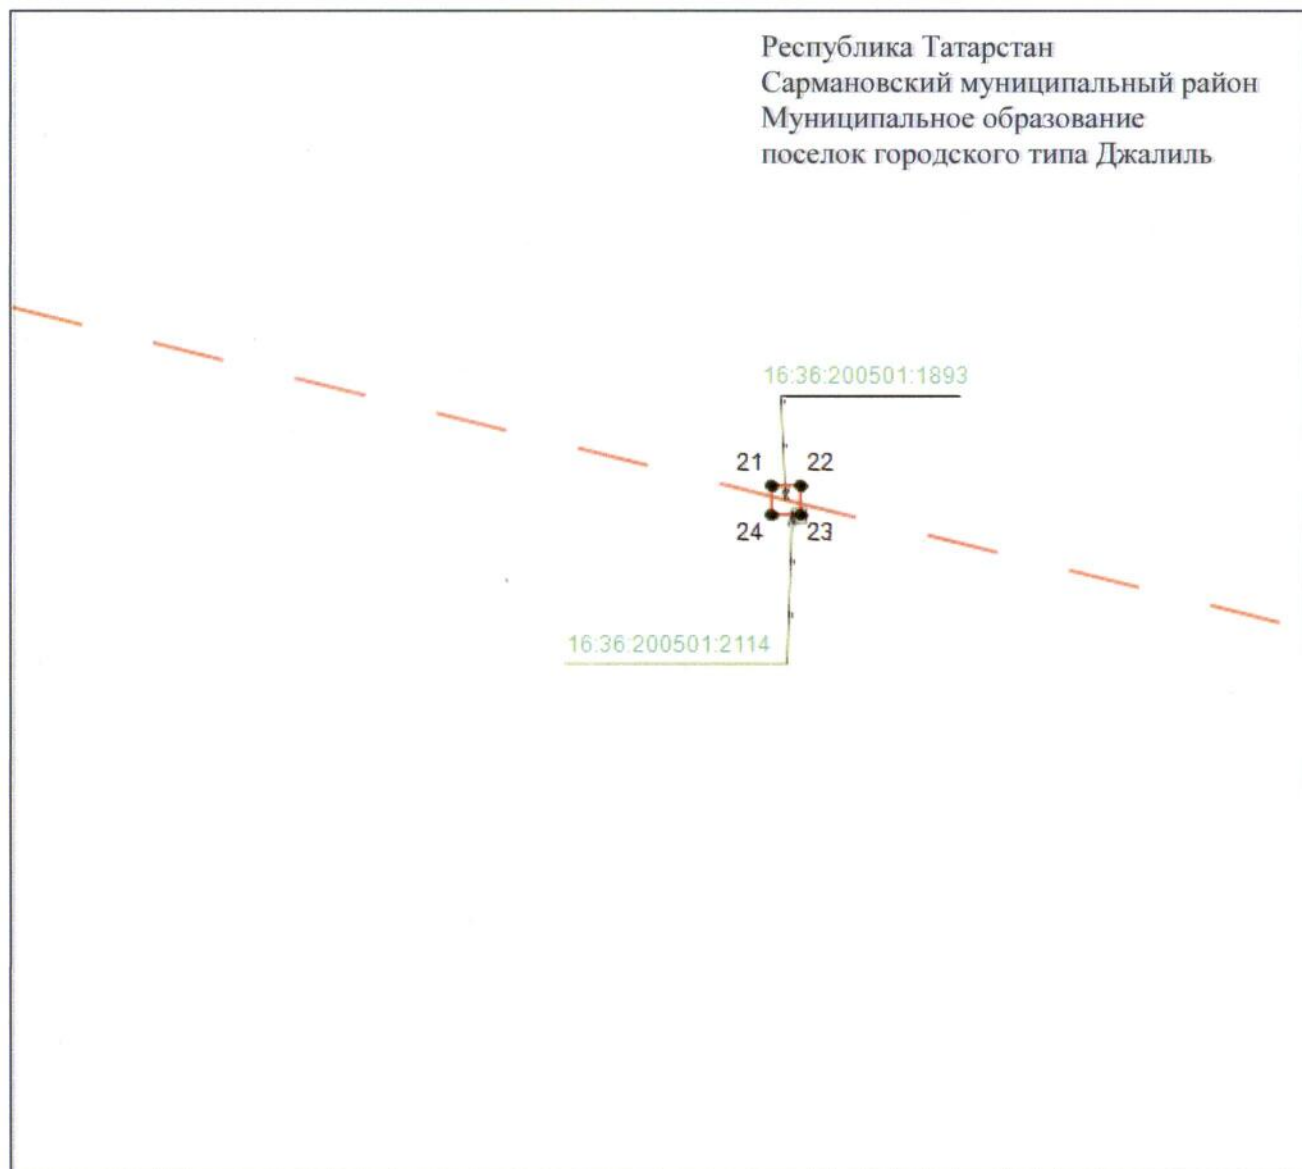 Республика Татарстан
Сармановский муниципальный район
Муниципальное образование
поселок городского типа Джалиль
16:36:200501:1893
21 22
24 23
16:36:200501:2114